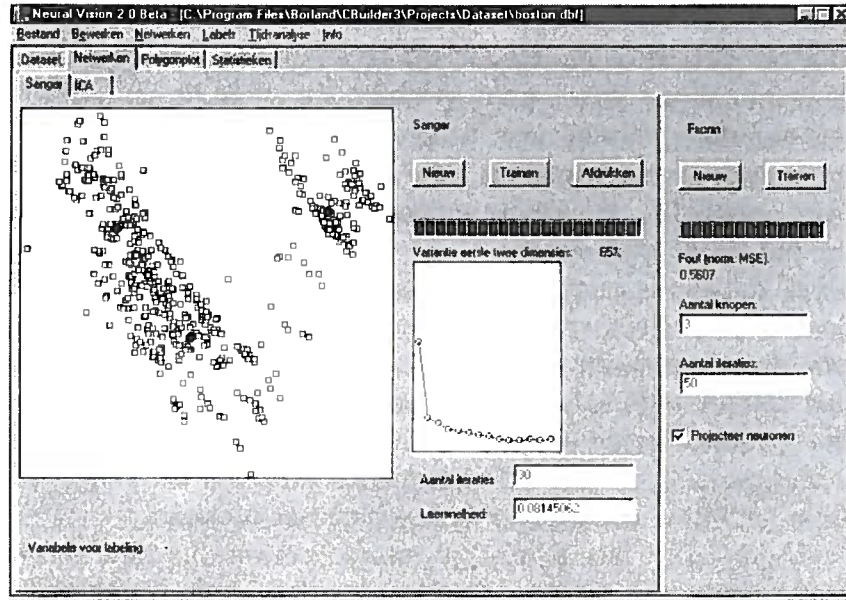 Neural Vision 2.0 Beta - [C:\Program Files\Borland\CBuilder3\Projects\Dataset\boston.dbf]
Bestand Bewerken Netwerken Labels Tijdreanalyse Info
Dataset Netwerken Polygonplot Statistieken
Sanger ICA
Sanger
Nieuw Trainen Afdrukken
Variantie eerste twee dimensies: 65%
Aantal iteraties 30
Leersnelheid: 0.08145062
Variabele voor labeling
Nieuw Trainen
Fout (norm. MSE):
0.5607
Aantal knopen:
3
Aantal iteraties:
50
Projecteer neuronen